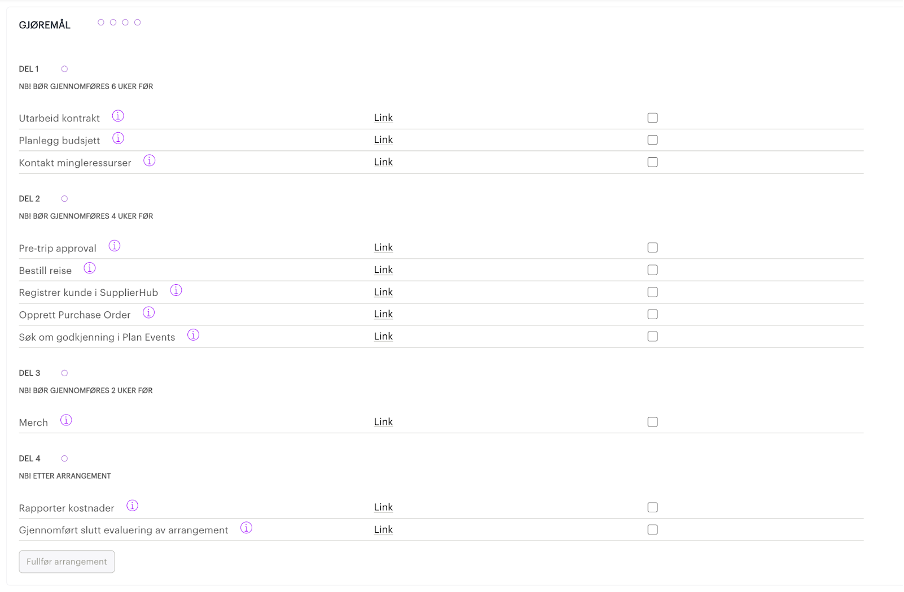 GJØREMÅL
DEL 1
NB! BØR GJENNOMFØRES 6 UKER FØR
Utarbeid kontrakt Link
Planlegg budsjett Link
Kontakt mingleressurser Link
DEL 2
NB! BØR GJENNOMFØRES 4 UKER FØR
Pre-trip approval Link
Bestill reise Link
Registrer kunde i SupplierHub Link
Opprett Purchase Order Link
Søk om godkjenning i Plan Events Link
DEL 3
NB! BØR GJENNOMFØRES 2 UKER FØR
Merch Link
DEL 4
NB! ETTER ARRANGEMENT
Rapporter kostnader Link
Gjennomført slutt evaluering av arrangement Link
Fullfør arrangement